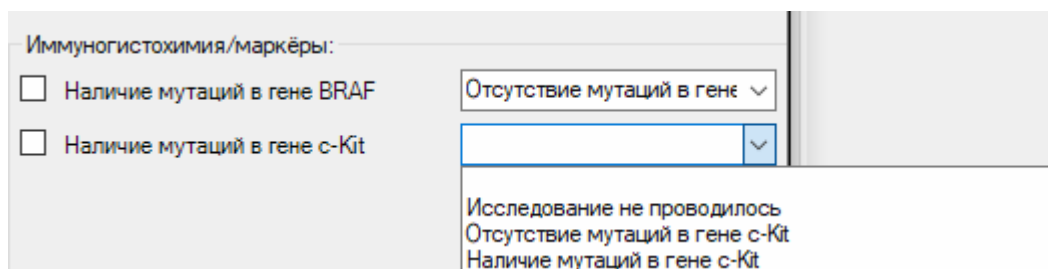 Иммуногистохимия/маркёры:
Наличие мутаций в гене BRAF
Отсутствие мутаций в гене
Наличие мутаций в гене c-Kit
Исследование не проводилось
Отсутствие мутаций в гене c-Kit
Наличие мутаций в гене c-Kit